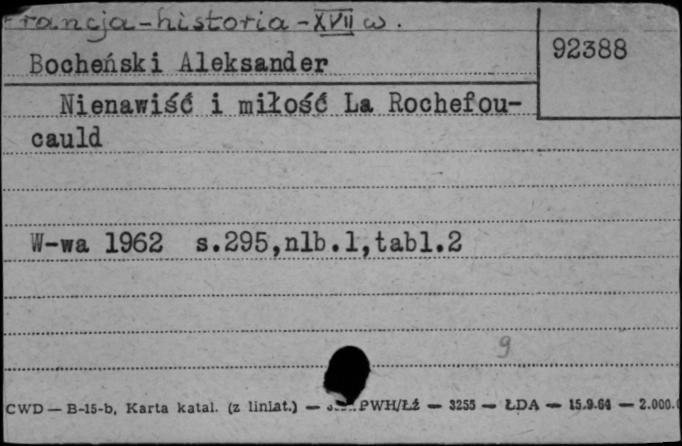 Francja-historia-XVII w.
92388
Bocheński Aleksander
Nienawiść i miłość La Rochefou-
cauld
W-wa 1962 s.295,nlb.1,tabl.2
9
CWD — B-15-b, Karta katal. (z liniat.) — PWH/Łź — 3255 — ŁDA — 15.9.64 — 2.000.